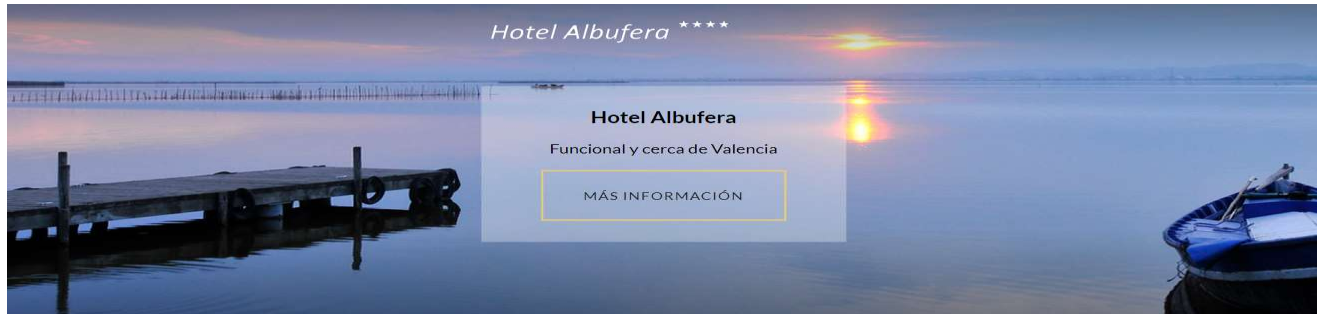 Hotel Albufera ****
Hotel Albufera
Funcional y cerca de Valencia
MÁS INFORMACIÓN